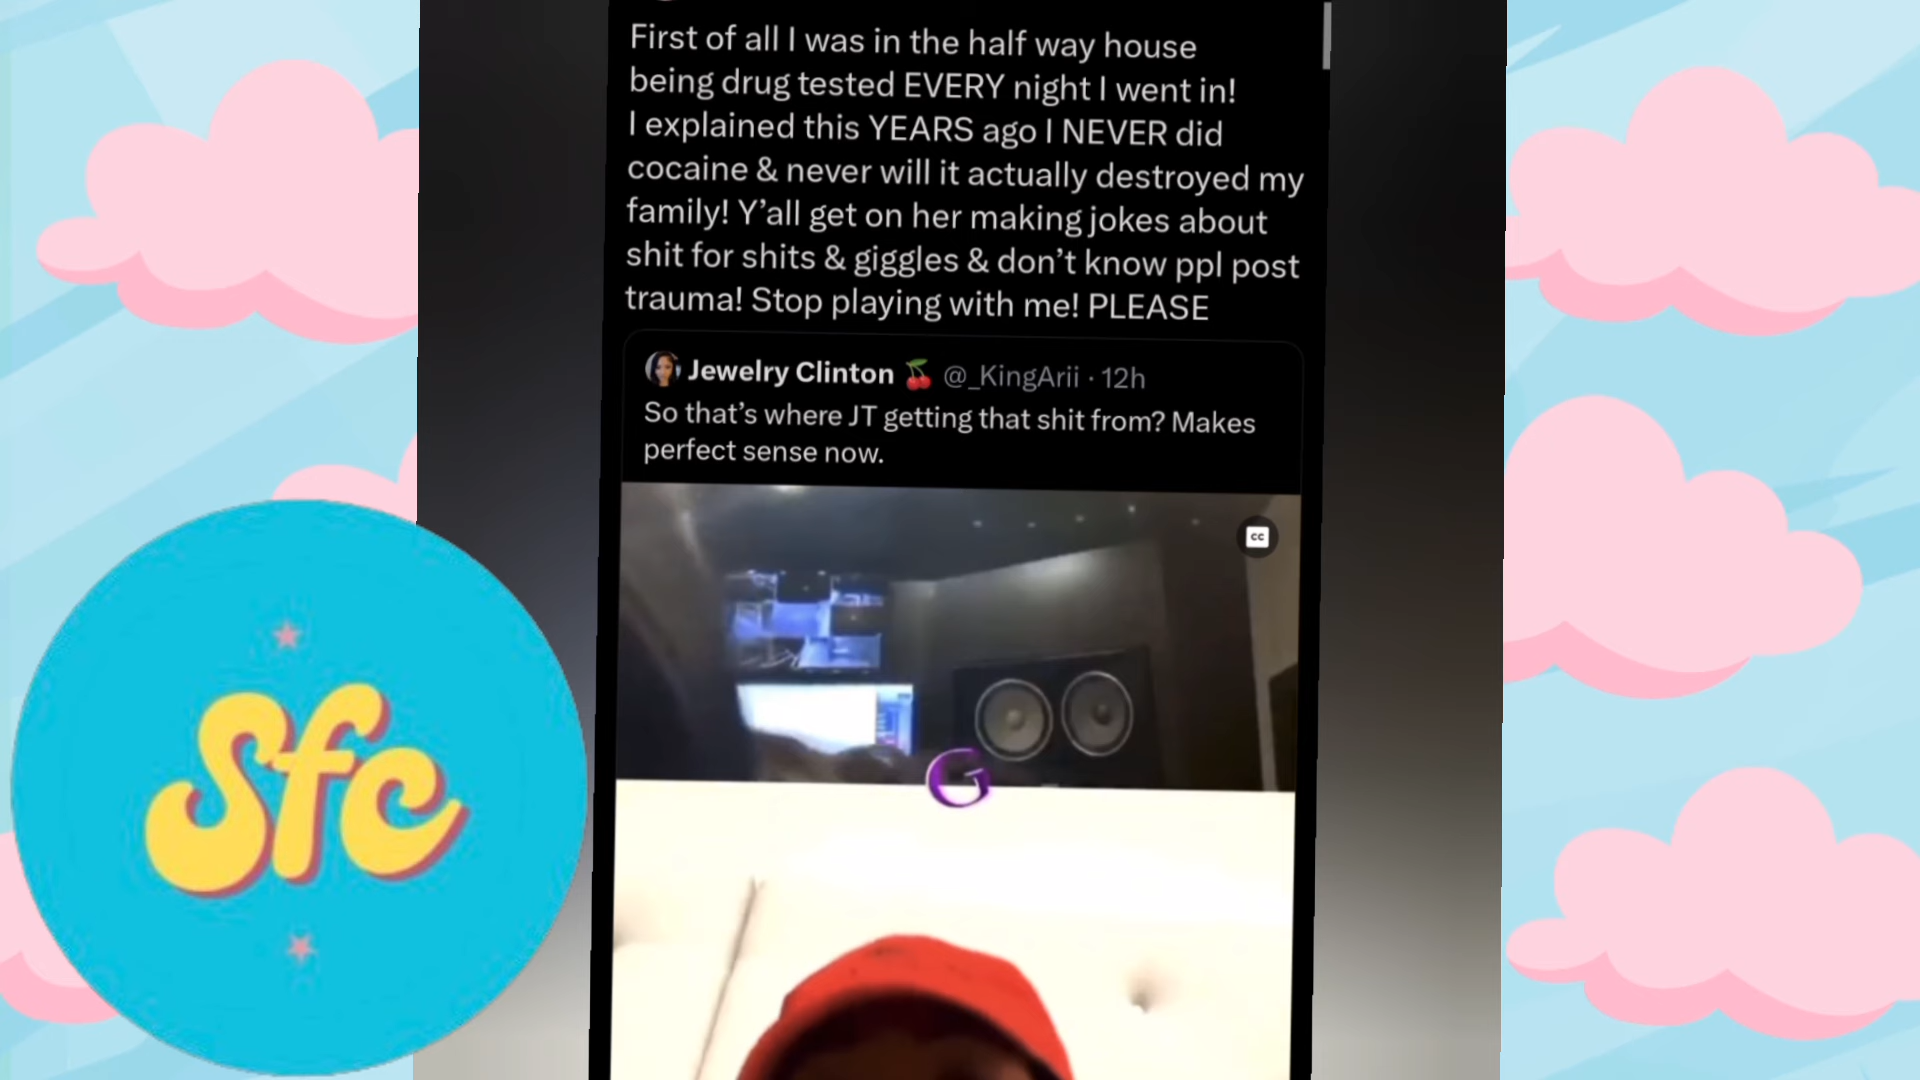 First of all I was in the half way house
being drug tested EVERY night I went in!
I explained this YEARS ago I NEVER did
cocaine & never will it actually destroyed my
family! Y’all get on her making jokes about
shit for shits & giggles & don’t know ppl post
trauma! Stop playing with me! PLEASE
Jewelry Clinton 🍒 @_KingArii · 12h
So that’s where JT getting that shit from? Makes
perfect sense now.
CC
G
Sfc